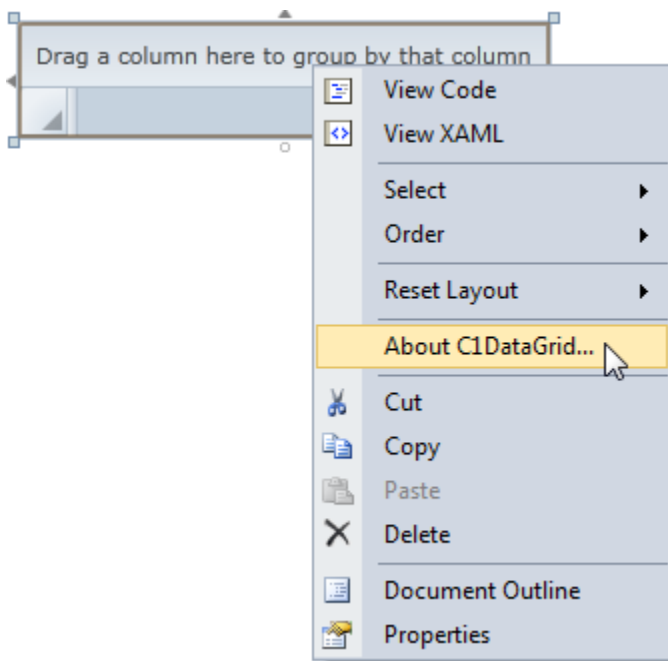 Drag a column here to group by that column
View Code
View XAML
Select
Order
Reset Layout
About C1DataGrid...
Cut
Copy
Paste
Delete
Document Outline
Properties